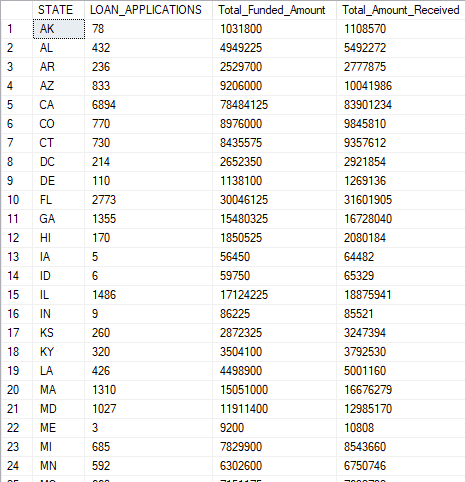 STATE LOAN_APPLICATIONS Total_Funded_Amount Total_Amount_Received
1 AK 78 1031800 1108570
2 AL 432 4949225 5492272
3 AR 236 2529700 2777875
4 AZ 833 9206000 10041986
5 CA 6894 78484125 83901234
6 CO 770 8976000 9845810
7 CT 730 8435575 9357612
8 DC 214 2652350 2921854
9 DE 110 1138100 1269136
10 FL 2773 30046125 31601905
11 GA 1355 15480325 16728040
12 HI 170 1850525 2080184
13 IA 5 56450 64482
14 ID 6 59750 65329
15 IL 1486 17124225 18875941
16 IN 9 86225 85521
17 KS 260 2872325 3247394
18 KY 320 3504100 3792530
19 LA 426 4498900 5001160
20 MA 1310 15051000 16676279
21 MD 1027 11911400 12985170
22 ME 3 9200 10808
23 MI 685 7829900 8543660
24 MN 592 6302600 6750746